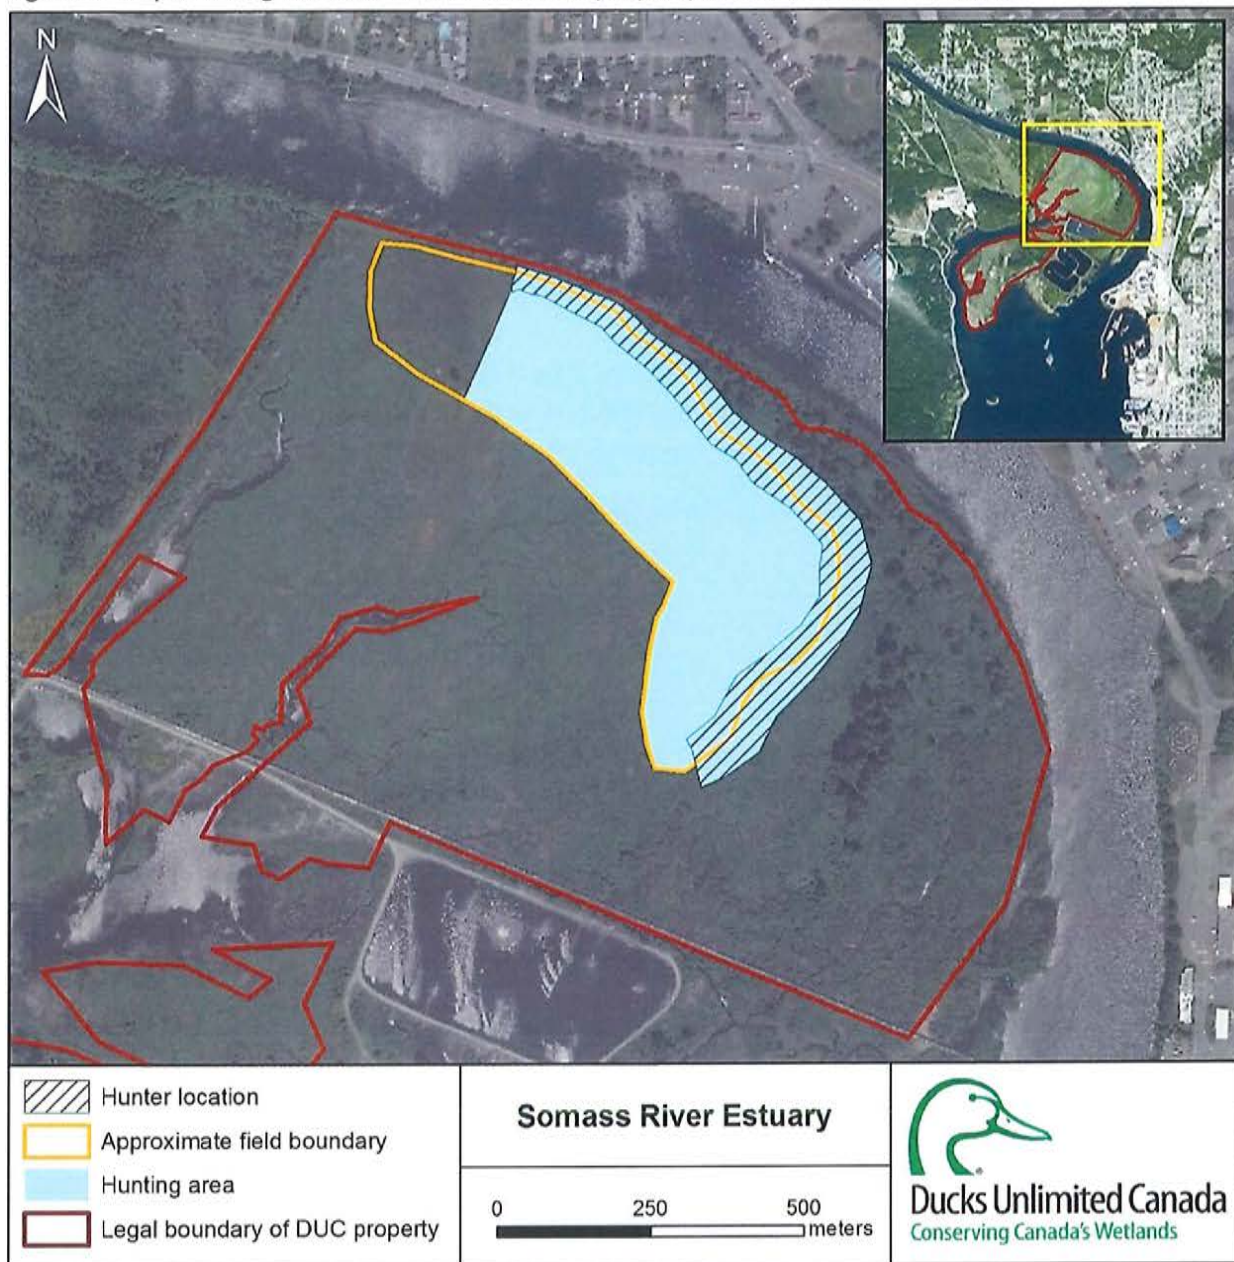 N
Hunter location
Approximate field boundary
Hunting area
Legal boundary of DUC property
Somass River Estuary
0 250 500
meters
Ducks Unlimited Canada
Conserving Canada's Wetlands